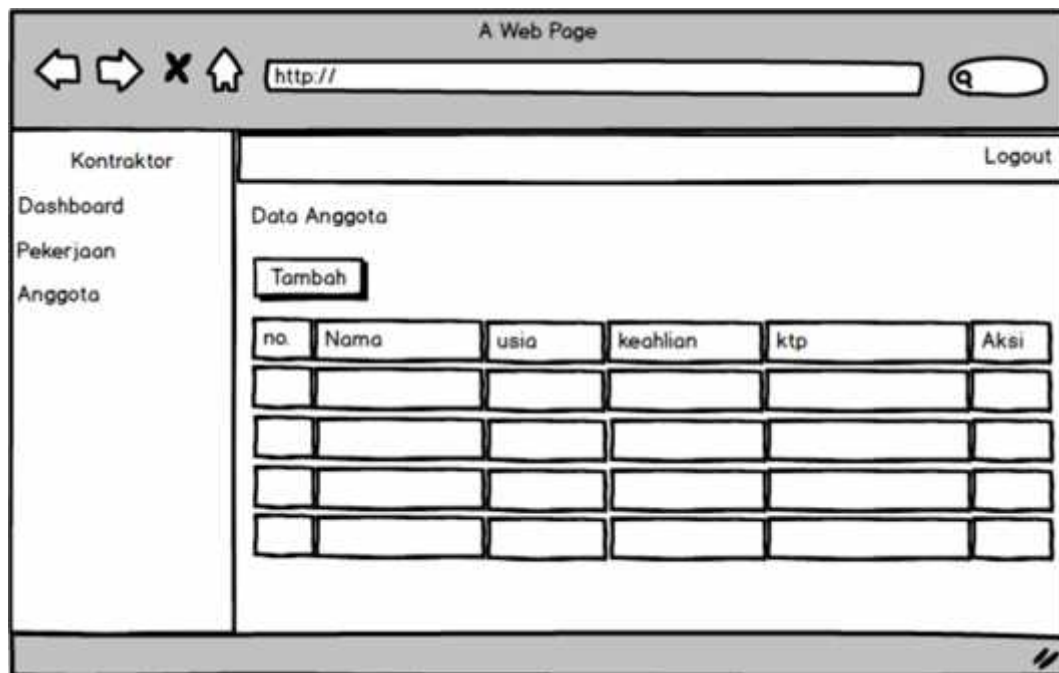 A Web Page
http://
Kontraktor
Logout
Dashboard
Pekerjaan
Anggota
Data Anggota
Tambah
no. Nama usia keahlian ktp Aksi